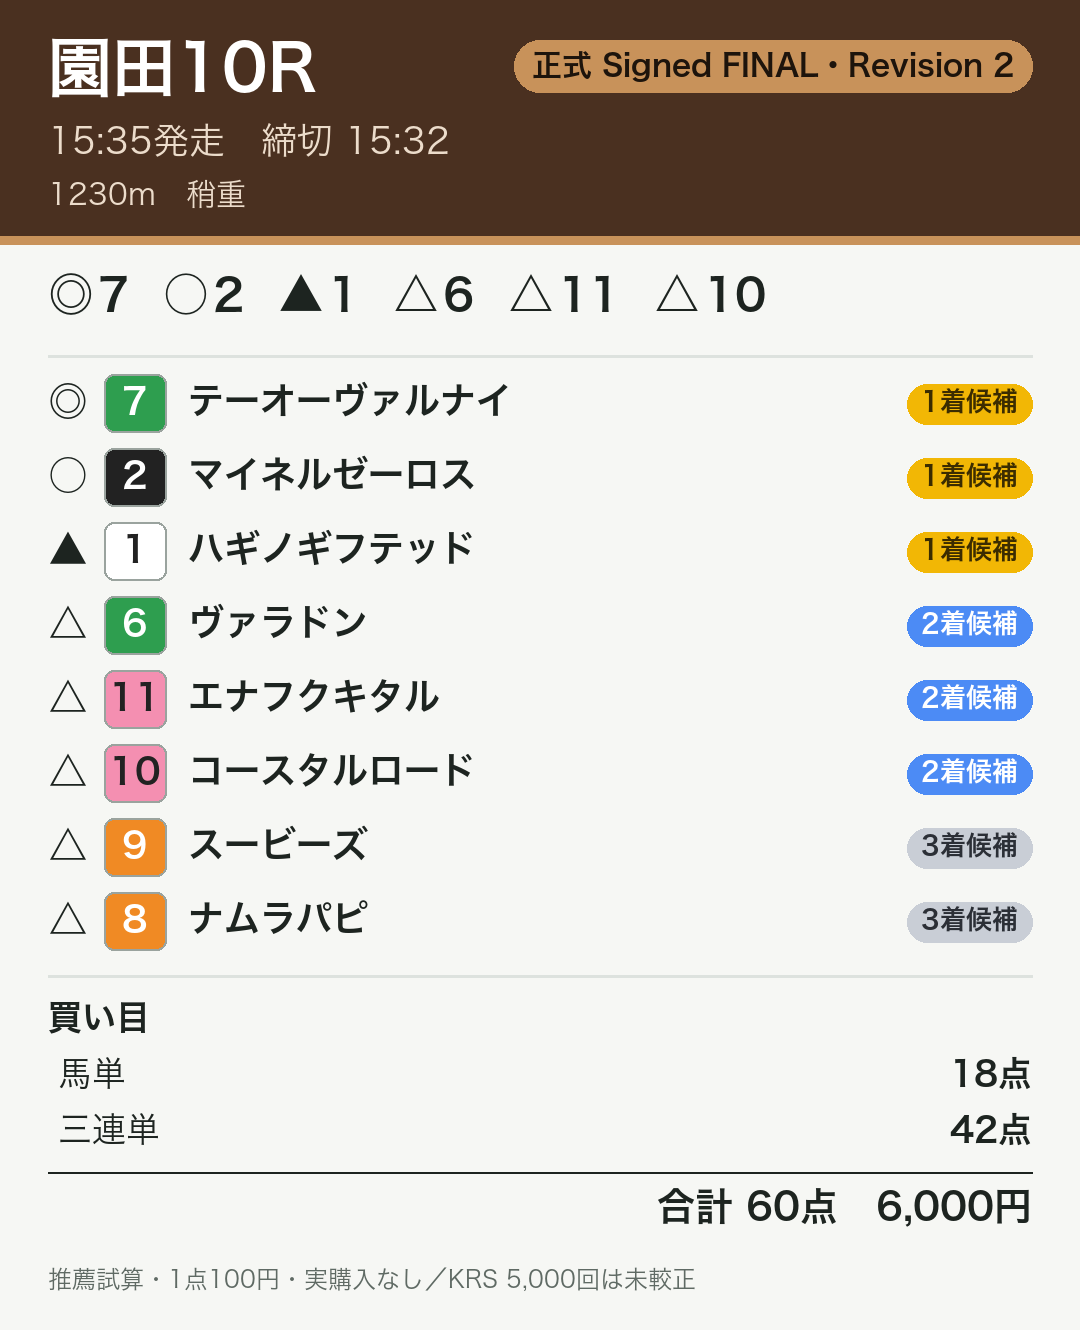 園田10R
正式 Signed FINAL・Revision 2
15:35発走　締切 15:32
1230m　稍重
◎7 ○2 ▲1 △6 △11 △10
◎ 7 テーオーヴァルナイ 1着候補
○ 2 マイネルゼーロス 1着候補
▲ 1 ハギノギフテッド 1着候補
△ 6 ヴァラドン 2着候補
△ 11 エナフクキタル 2着候補
△ 10 コースタルロード 2着候補
△ 9 スービーズ 3着候補
△ 8 ナムラパピ 3着候補
買い目
馬単 18点
三連単 42点
合計 60点　6,000円
推薦試算・1点100円・実購入なし／KRS 5,000回は未較正